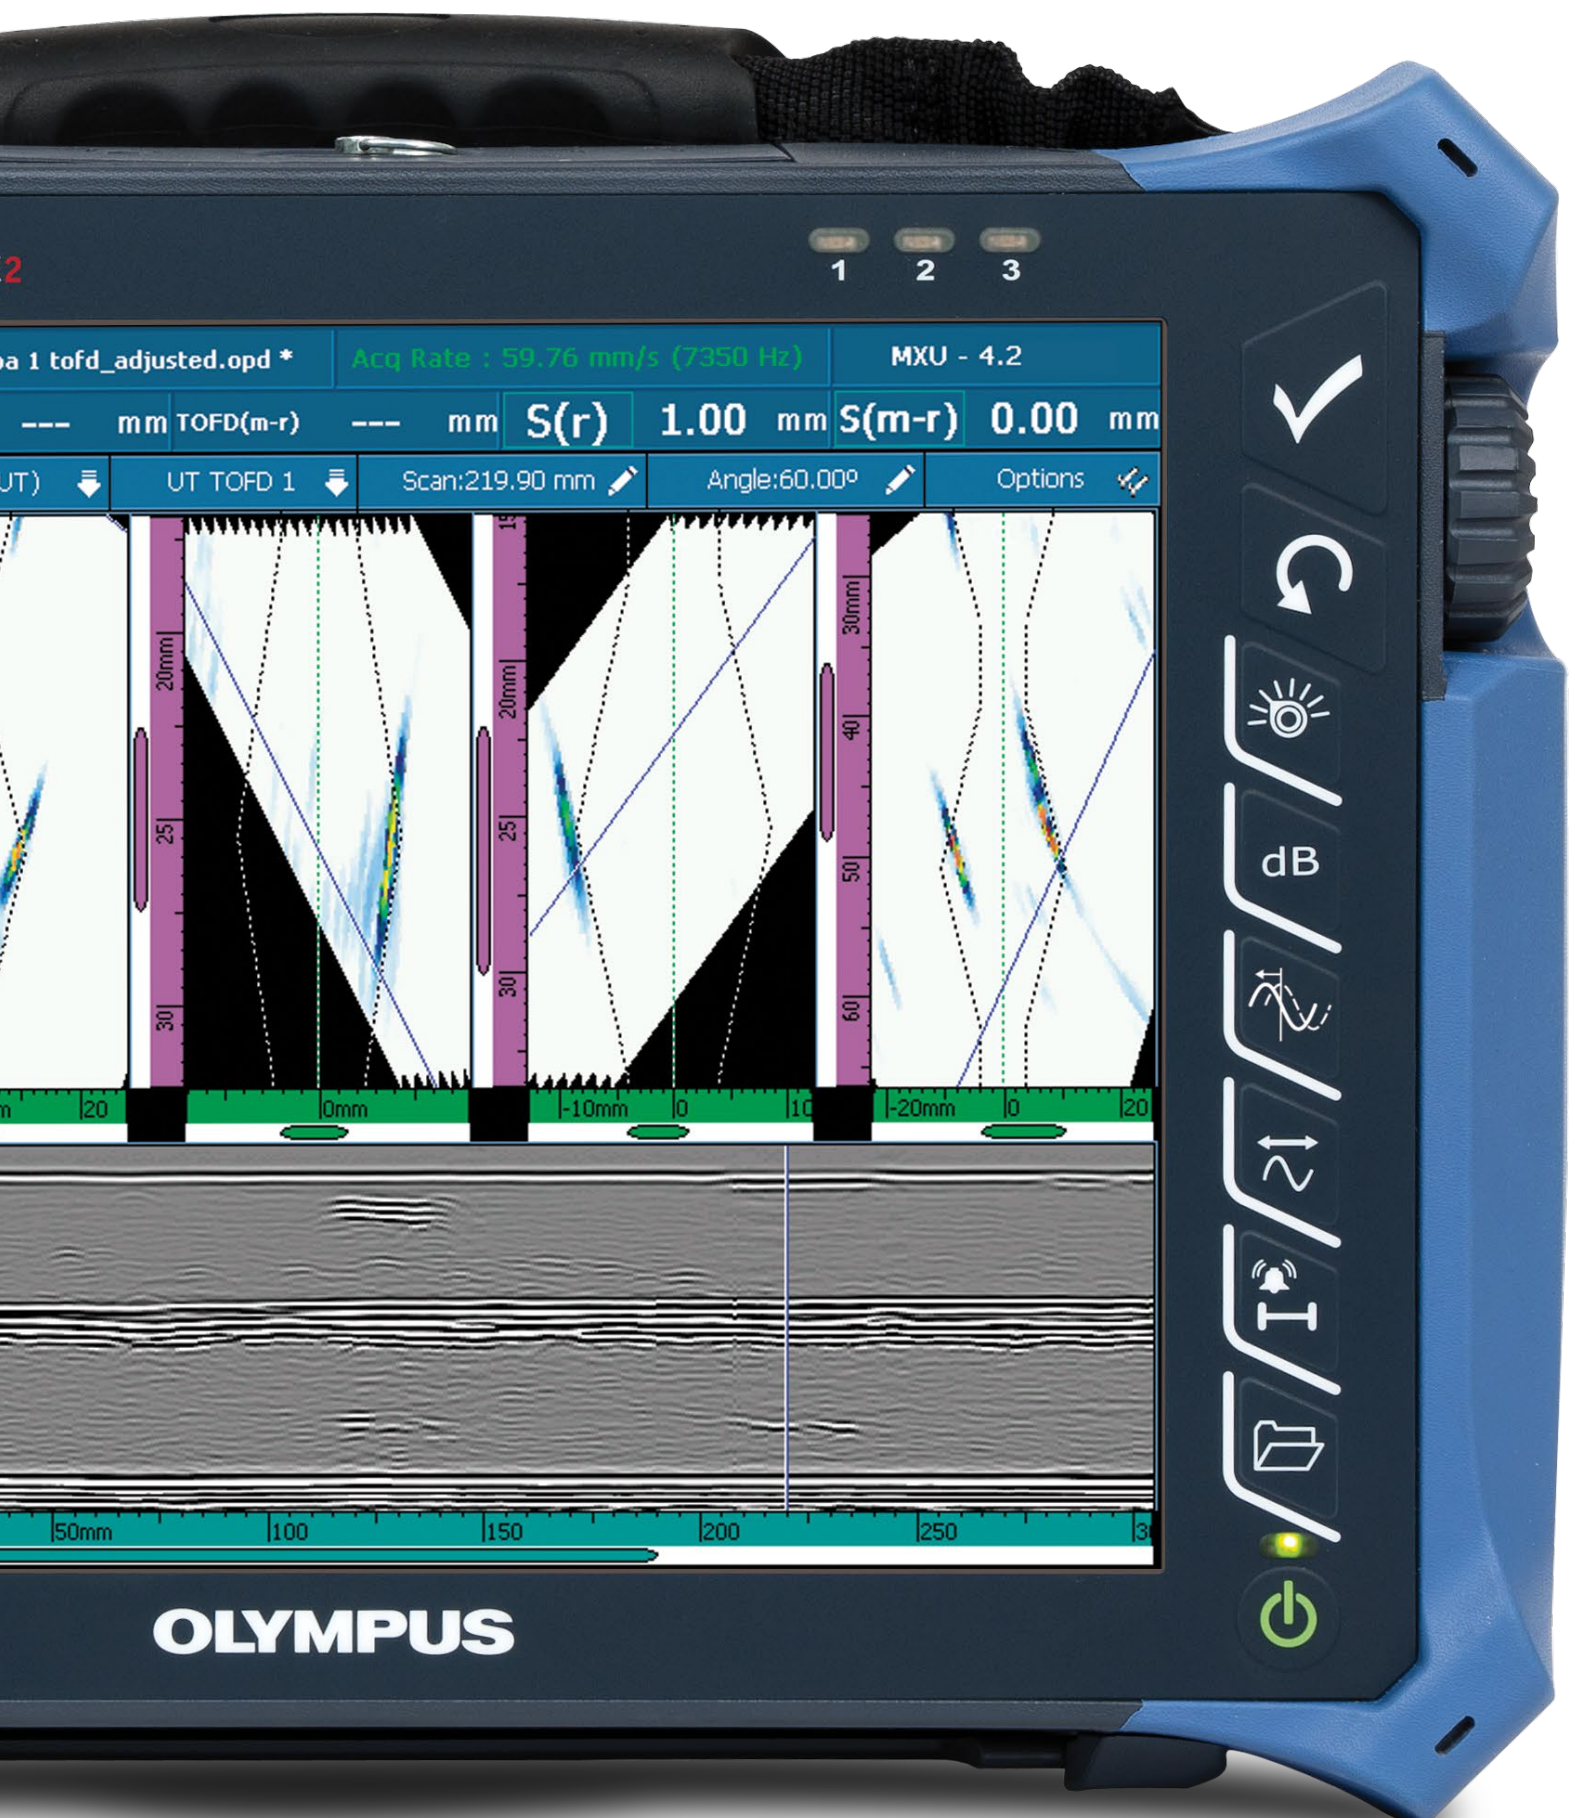 2
1 2 3
pa 1 tofd_adjusted.opd * Acq Rate : 59.76 mm/s (7350 Hz) MXU - 4.2
--- mm TOFD(m-r) --- mm S(r) 1.00 mm S(m-r) 0.00 mm
UT) UT TOFD 1 Scan:219.90 mm Angle:60.00º Options
20mm 25 30
15 20mm 25 30
30mm 40 50 60
20 0mm -10mm 0 10 -20mm 0 20
50mm 100 150 200 250
dB
OLYMPUS